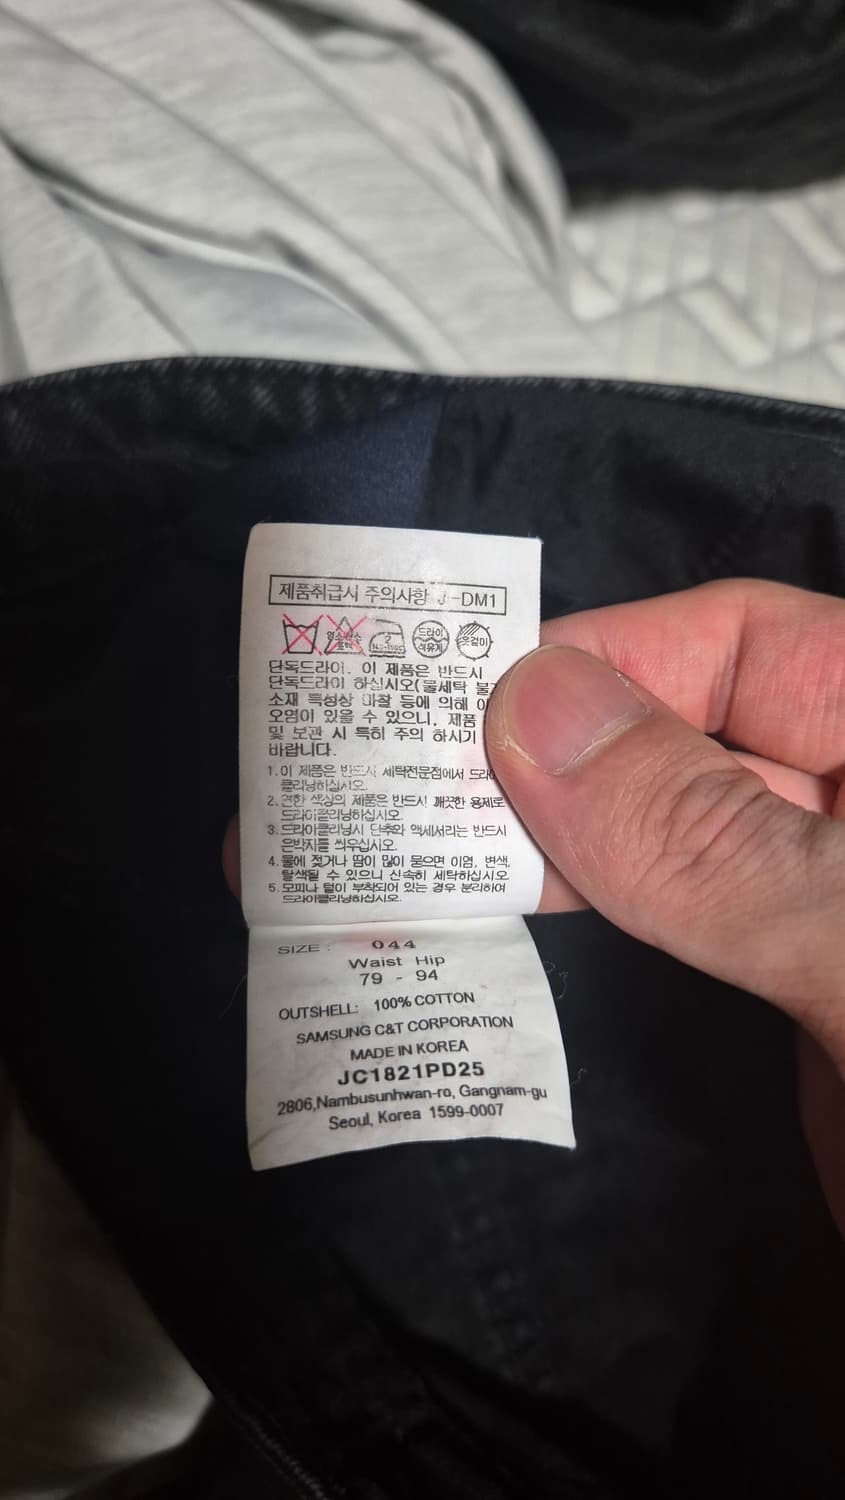 제품취급시 주의사항 J-DM1
드라이
석유계
옷걸이
단독드라이. 이 제품은 반드시
단독드라이 하십시오(물세탁
소재 특성상 마찰 등에 의해
오염이 있을 수 있으니, 제품
및 보관 시 특히 주의 하시기
바랍니다.
1. 이 제품은 반드시 세탁전문점에서
클리닝하십시오.
2. 연한 색상의 제품은 반드시 깨끗한 용제로
드라이클리닝하십시오.
3. 드라이클리닝시 단추와 액세서리는 반드시
은박지를 씌우십시오.
4. 물에 젖거나 땀이 많이 묻으면 이염, 변색,
탈색될 수 있으니 신속히 세탁하십시오
5. 모피나 털이 부착되어 있는 경우 분리하여
드라이클리닝하십시오.
SIZE : 044
Waist Hip
79 - 94
OUTSHELL: 100% COTTON
SAMSUNG C&T CORPORATION
MADE IN KOREA
JC1821PD25
2806,Nambusunhwan-ro, Gangnam-gu
Seoul, Korea 1599-0007